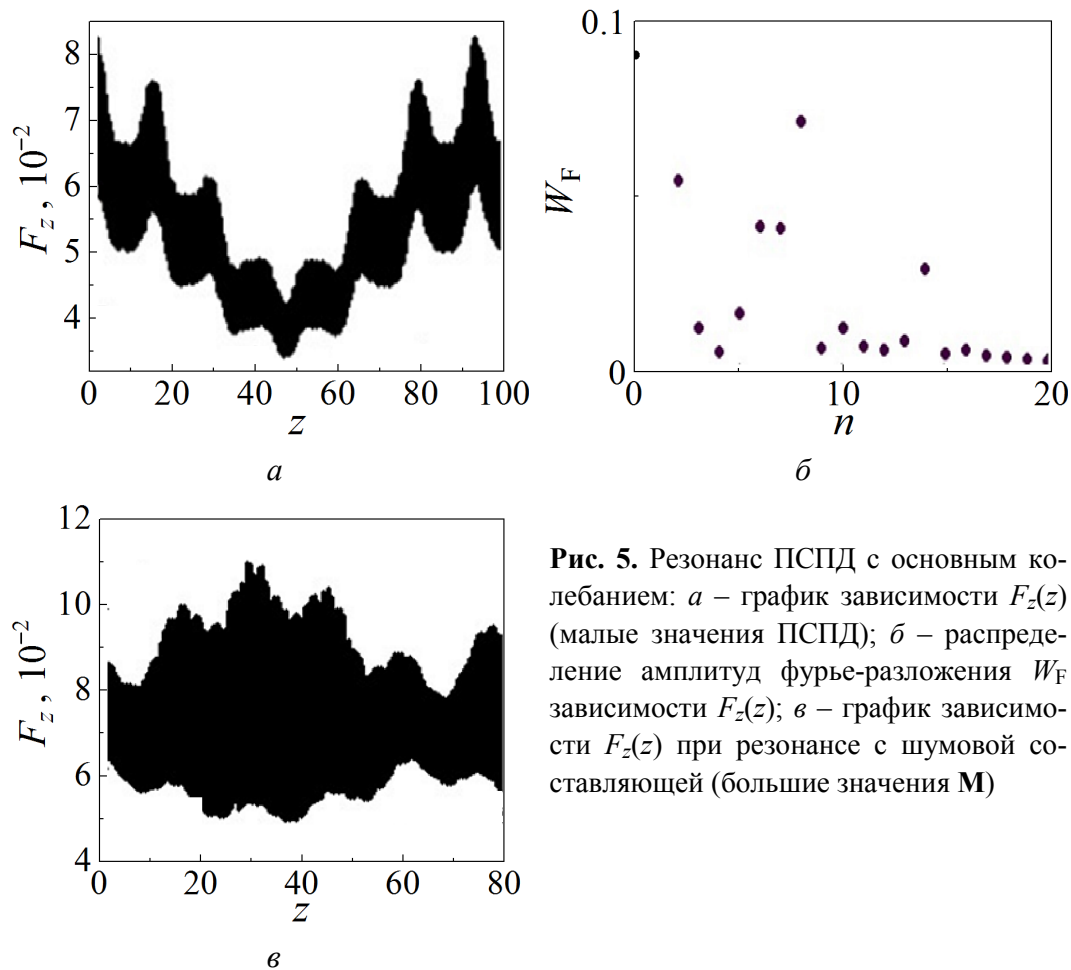 8
7
6
5
4
F_z, 10^−2
0 20 40 60 80 100
z
а
0.1
W_F
0
0 10 20
n
б
12
10
8
6
4
F_z, 10^−2
0 20 40 60 80
z
в
Рис. 5. Резонанс ПСПД с основным ко-
лебанием: а – график зависимости F_z(z)
(малые значения ПСПД); б – распреде-
ление амплитуд фурье-разложения W_F
зависимости F_z(z); в – график зависимо-
сти F_z(z) при резонансе с шумовой со-
ставляющей (большие значения М)